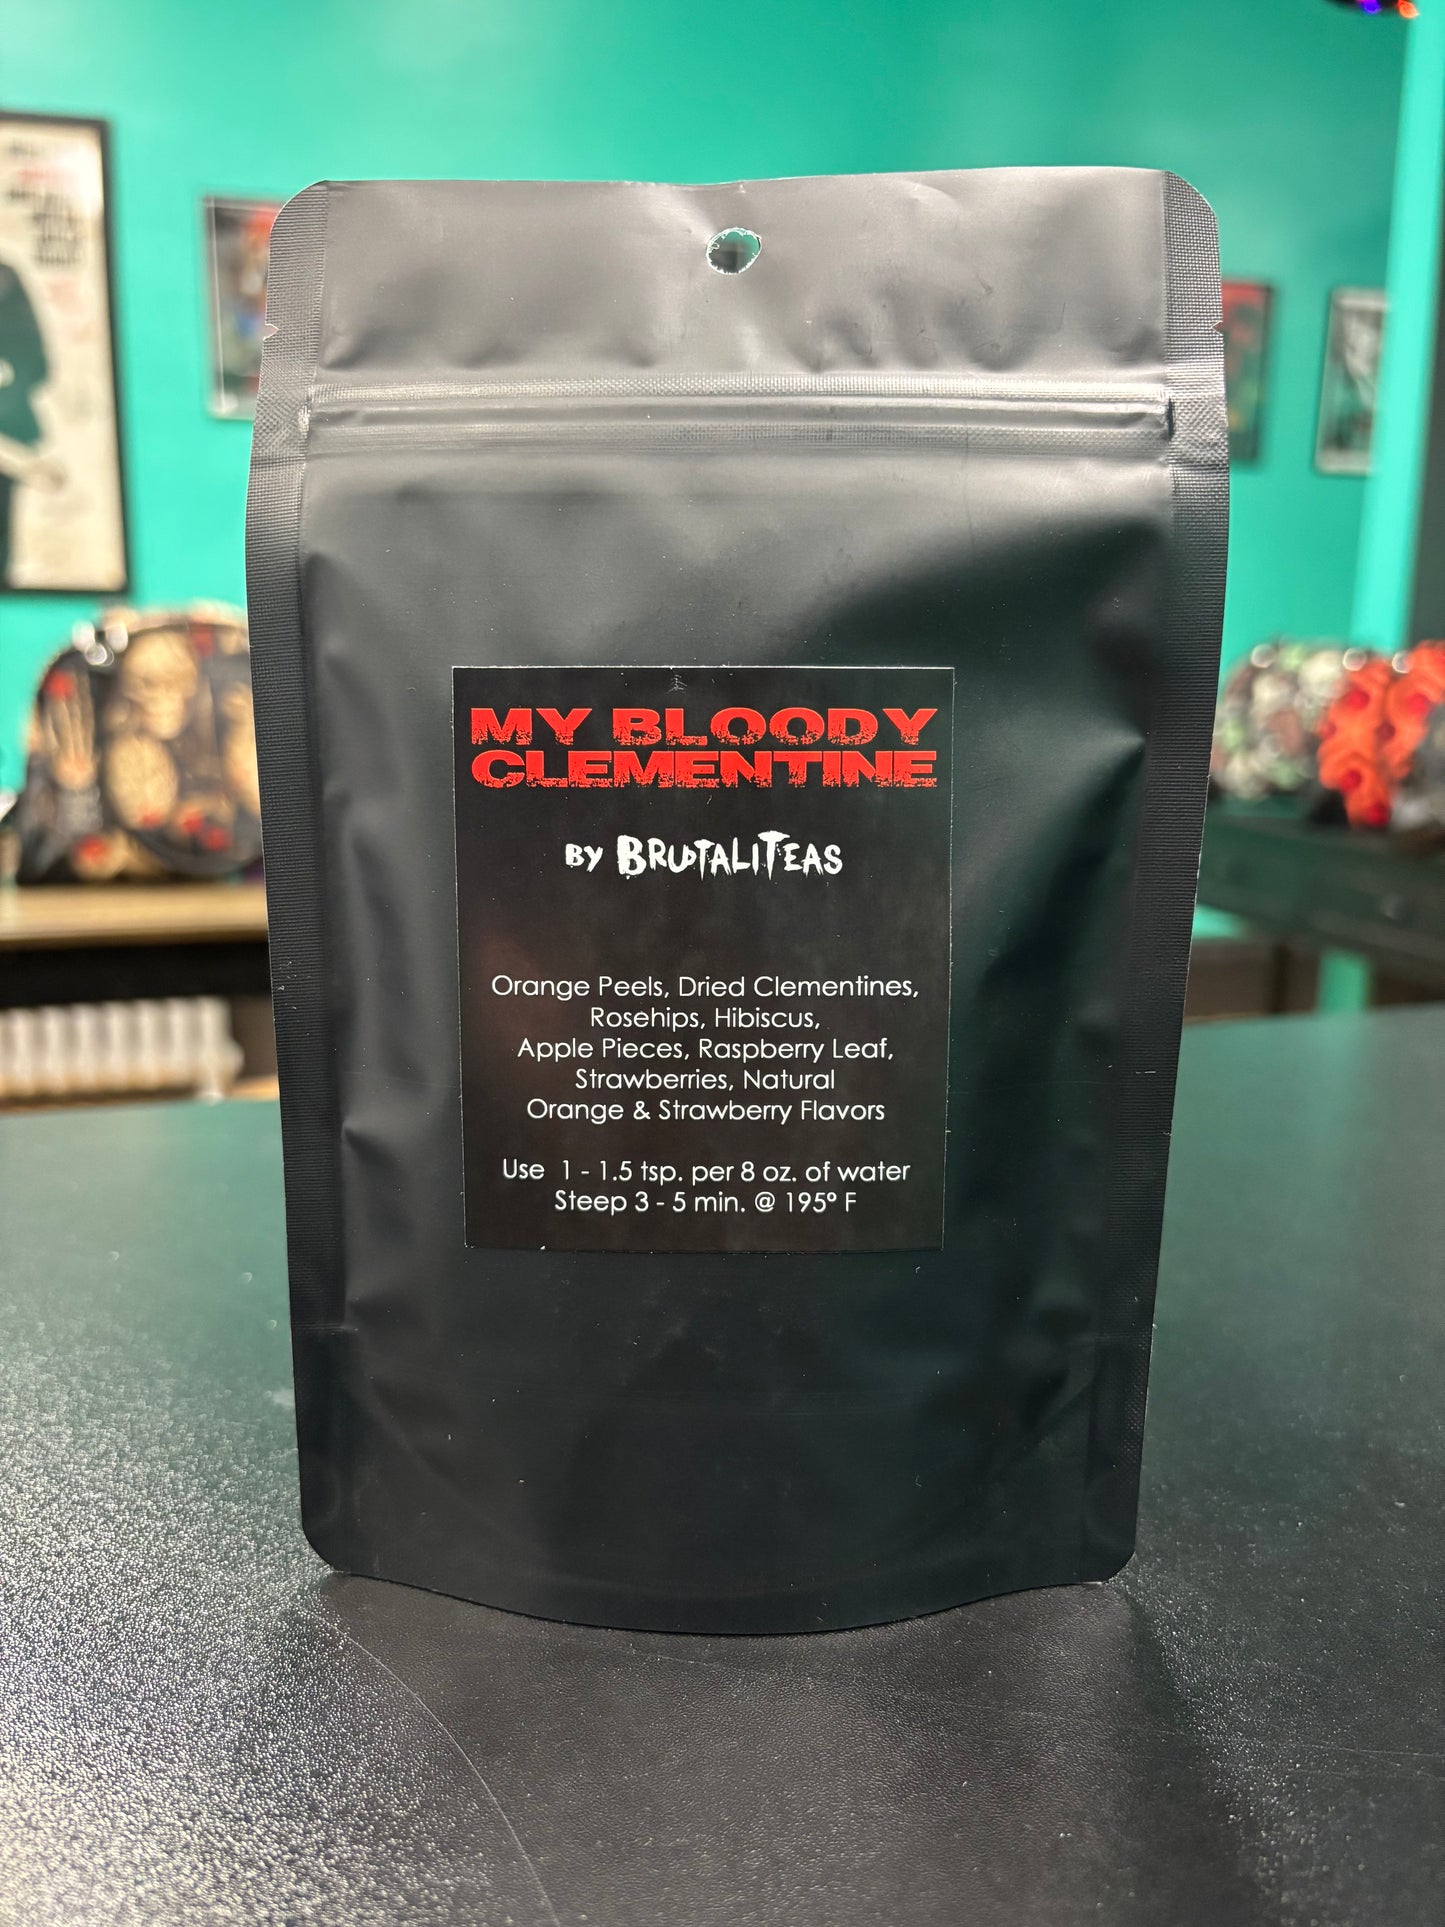 MY BLOODY
CLEMENTINE
BY BRUTALITEAS
Orange Peels, Dried Clementines,
Rosehips, Hibiscus,
Apple Pieces, Raspberry Leaf,
Strawberries, Natural
Orange & Strawberry Flavors
Use 1 - 1.5 tsp. per 8 oz. of water
Steep 3 - 5 min. @ 195° F